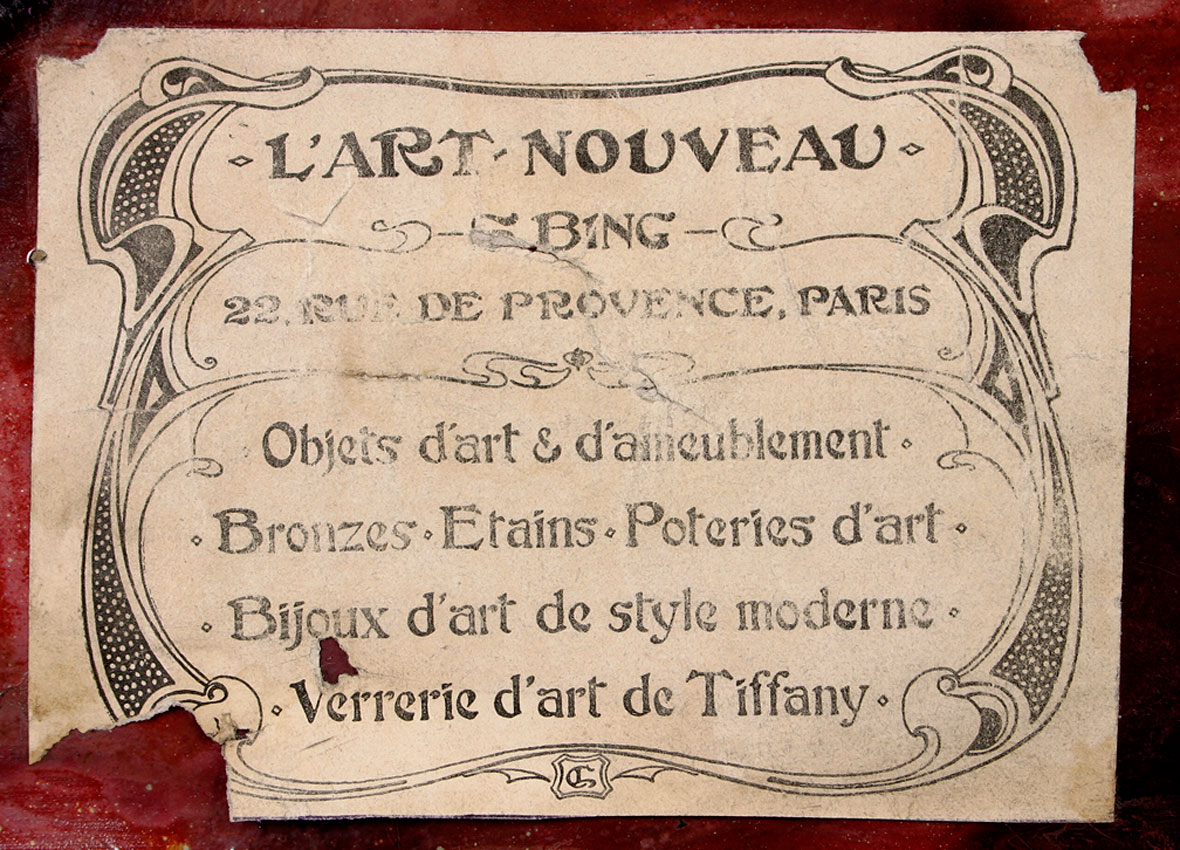 L'ART NOUVEAU
S BING
22, RUE DE PROVENCE, PARIS
Objets d'art & d'ameublement
Bronzes · Etains · Poteries d'art
Bijoux d'art de style moderne
Verrerie d'art de Tiffany